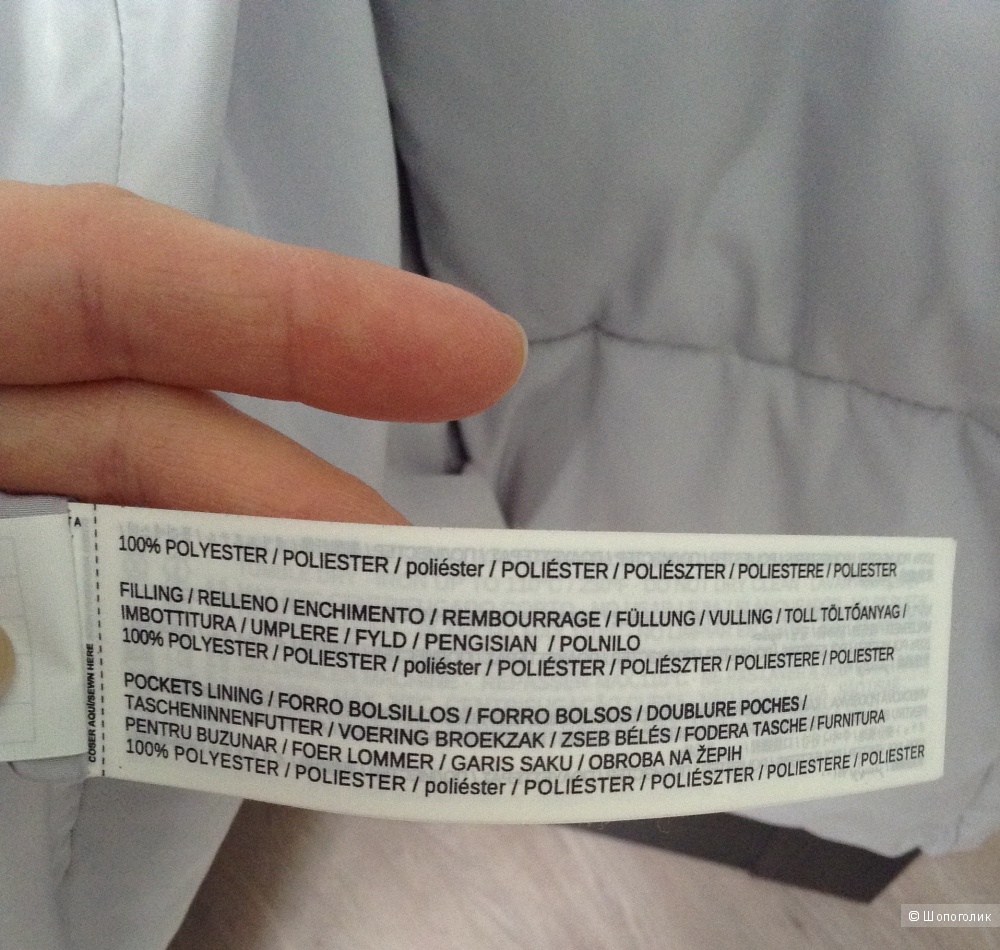 TA
100% POLYESTER / POLIESTER / poliéster / POLIÉSTER / POLIÉSZTER / POLIESTERE / POLIESTER
FILLING / RELLENO / ENCHIMENTO / REMBOURRAGE / FÜLLUNG / VULLING / TOLL TÖLTŐANYAG /
IMBOTTITURA / UMPLERE / FYLD / PENGISIAN / POLNILO
100% POLYESTER / POLIESTER / poliéster / POLIÉSTER / POLIÉSZTER / POLIESTERE / POLIESTER
POCKETS LINING / FORRO BOLSILLOS / FORRO BOLSOS / DOUBLURE POCHES /
TASCHENINNENFUTTER / VOERING BROEKZAK / ZSEB BÉLÉS / FODERA TASCHE / FURNITURA
PENTRU BUZUNAR / FOER LOMMER / GARIS SAKU / OBROBA NA ŽEPIH
100% POLYESTER / POLIESTER / poliéster / POLIÉSTER / POLIÉSZTER / POLIESTERE / POLIESTER
COSER AQUÍ/SEWN HERE
© Шопоголик